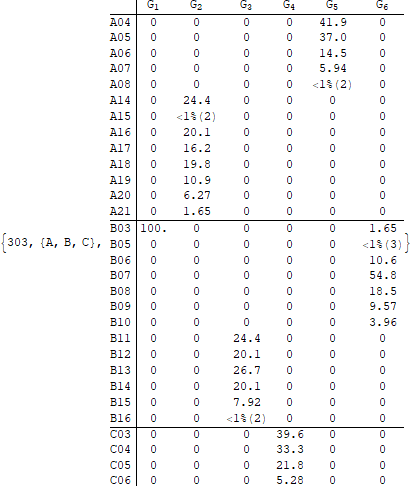 G1 G2 G3 G4 G5 G6
A04 0 0 0 0 41.9 0
A05 0 0 0 0 37.0 0
A06 0 0 0 0 14.5 0
A07 0 0 0 0 5.94 0
A08 0 0 0 0 <1%(2) 0
A14 0 24.4 0 0 0 0
A15 0 <1%(2) 0 0 0 0
A16 0 20.1 0 0 0 0
A17 0 16.2 0 0 0 0
A18 0 19.8 0 0 0 0
A19 0 10.9 0 0 0 0
A20 0 6.27 0 0 0 0
A21 0 1.65 0 0 0 0
B03 100. 0 0 0 0 1.65
{303, {A, B, C}, B05 0 0 0 0 0 <1%(3)}
B06 0 0 0 0 0 10.6
B07 0 0 0 0 0 54.8
B08 0 0 0 0 0 18.5
B09 0 0 0 0 0 9.57
B10 0 0 0 0 0 3.96
B11 0 0 24.4 0 0 0
B12 0 0 20.1 0 0 0
B13 0 0 26.7 0 0 0
B14 0 0 20.1 0 0 0
B15 0 0 7.92 0 0 0
B16 0 0 <1%(2) 0 0 0
C03 0 0 0 39.6 0 0
C04 0 0 0 33.3 0 0
C05 0 0 0 21.8 0 0
C06 0 0 0 5.28 0 0